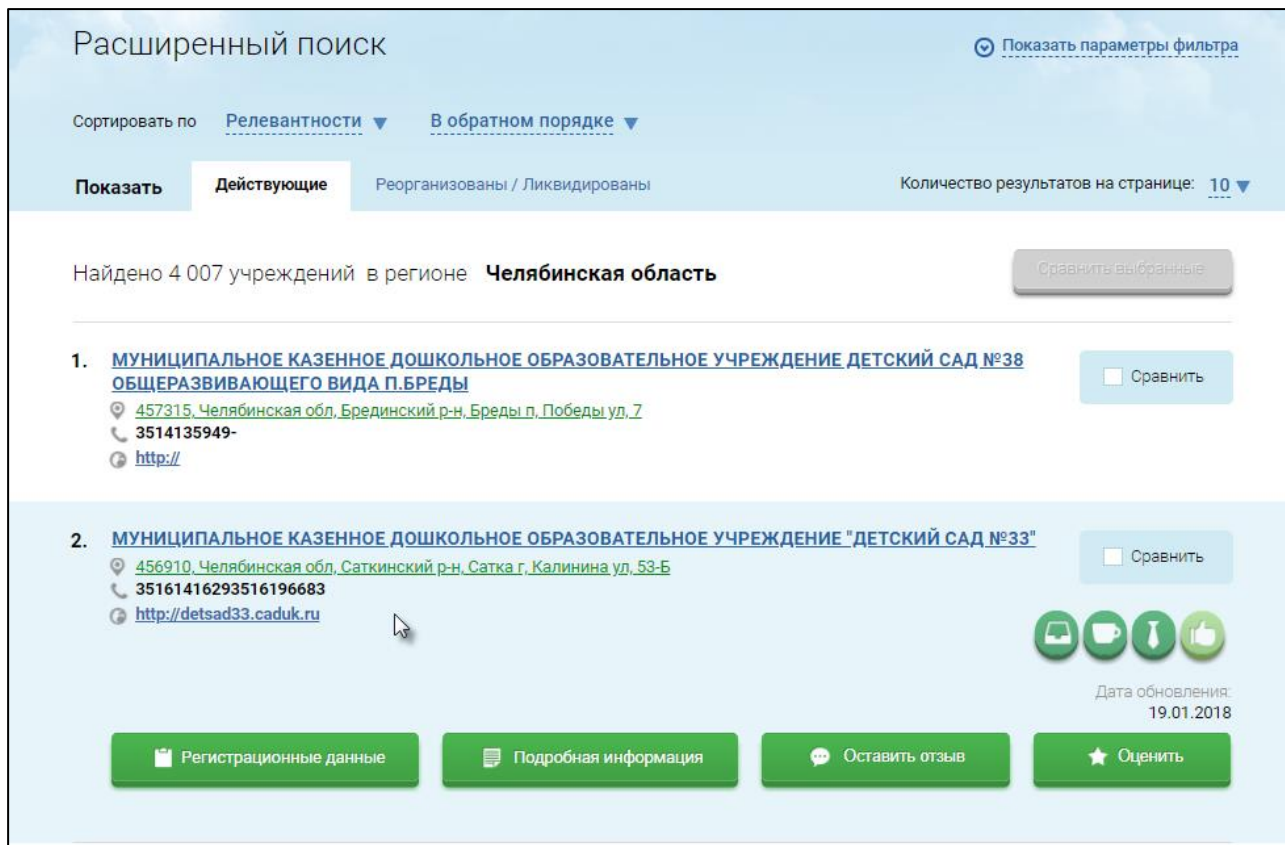 Расширенный поиск
Показать параметры фильтра
Сортировать по Релевантности В обратном порядке
Показать Действующие Реорганизованы / Ликвидированы Количество результатов на странице: 10
Найдено 4 007 учреждений в регионе Челябинская область Сравнить выбранные
1. МУНИЦИПАЛЬНОЕ КАЗЕННОЕ ДОШКОЛЬНОЕ ОБРАЗОВАТЕЛЬНОЕ УЧРЕЖДЕНИЕ ДЕТСКИЙ САД №38
ОБЩЕРАЗВИВАЮЩЕГО ВИДА П.БРЕДЫ
Сравнить
457315, Челябинская обл, Брединский р-н, Бреды п, Победы ул, 7
3514135949-
http://
2. МУНИЦИПАЛЬНОЕ КАЗЕННОЕ ДОШКОЛЬНОЕ ОБРАЗОВАТЕЛЬНОЕ УЧРЕЖДЕНИЕ "ДЕТСКИЙ САД №33"
Сравнить
456910, Челябинская обл, Саткинский р-н, Сатка г, Калинина ул, 53-Б
35161416293516196683
http://detsad33.caduk.ru
Дата обновления:
19.01.2018
Регистрационные данные Подробная информация Оставить отзыв Оценить